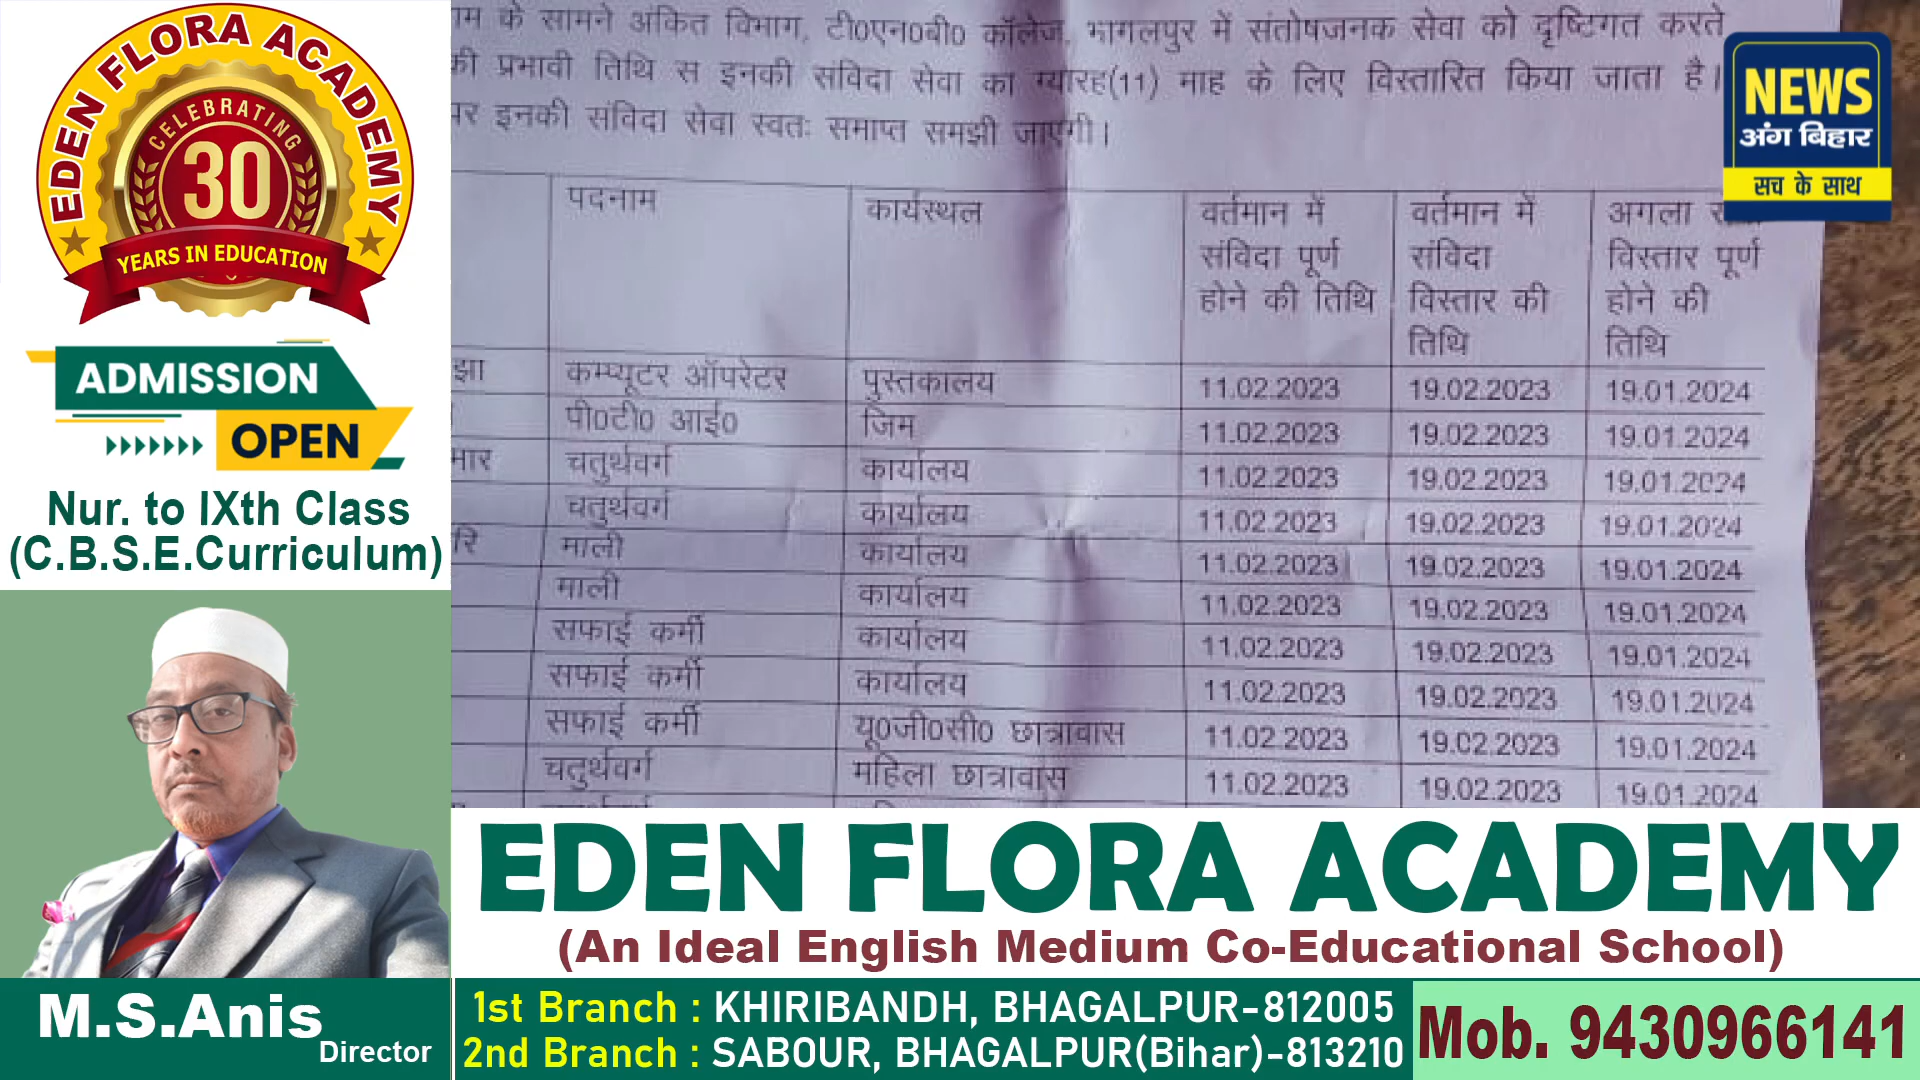 EDEN FLORA ACADEMY
CELEBRATING
30
YEARS IN EDUCATION
ADMISSION
OPEN
Nur. to IXth Class
(C.B.S.E.Curriculum)
M.S.Anis
Director
के सामने अंकित विभाग, टी0एन0बी0 कॉलेज, भागलपुर में संतोषजनक सेवा को दृष्टिगत करते
की प्रभावी तिथि स इनकी संविदा सेवा का ग्यारह(11) माह के लिए विस्तारित किया जाता है।
इनकी संविदा सेवा स्वतः समाप्त समझी जाएगी।
NEWS
अंग बिहार
सच के साथ
पदनाम कार्यस्थल वर्तमान में संविदा पूर्ण होने की तिथि वर्तमान में संविदा विस्तार की तिथि अगला विस्तार पूर्ण होने की तिथि
झा कम्प्यूटर ऑपरेटर पुस्तकालय 11.02.2023 19.02.2023 19.01.2024
पी0टी0 आई0 जिम 11.02.2023 19.02.2023 19.01.2024
मार चतुर्थवर्ग कार्यालय 11.02.2023 19.02.2023 19.01.2024
चतुर्थवर्ग कार्यालय 11.02.2023 19.02.2023 19.01.2024
रि माली कार्यालय 11.02.2023 19.02.2023 19.01.2024
माली कार्यालय 11.02.2023 19.02.2023 19.01.2024
सफाई कर्मी कार्यालय 11.02.2023 19.02.2023 19.01.2024
सफाई कर्मी कार्यालय 11.02.2023 19.02.2023 19.01.2024
सफाई कर्मी यू0जी0सी0 छात्रावास 11.02.2023 19.02.2023 19.01.2024
चतुर्थवर्ग महिला छात्रावास 11.02.2023 19.02.2023 19.01.2024
EDEN FLORA ACADEMY
(An Ideal English Medium Co-Educational School)
1st Branch : KHIRIBANDH, BHAGALPUR-812005
2nd Branch : SABOUR, BHAGALPUR(Bihar)-813210
Mob. 9430966141